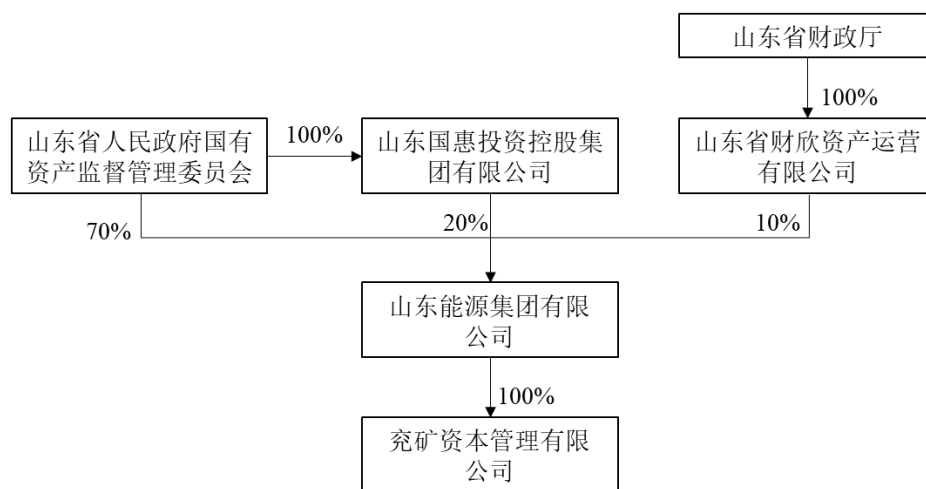 山东省财政厅
100%
山东省人民政府国有
资产监督管理委员会
100%
山东国惠投资控股集
团有限公司
山东省财欣资产运营
有限公司
70%
20%
10%
山东能源集团有限
公司
100%
兖矿资本管理有限
公司